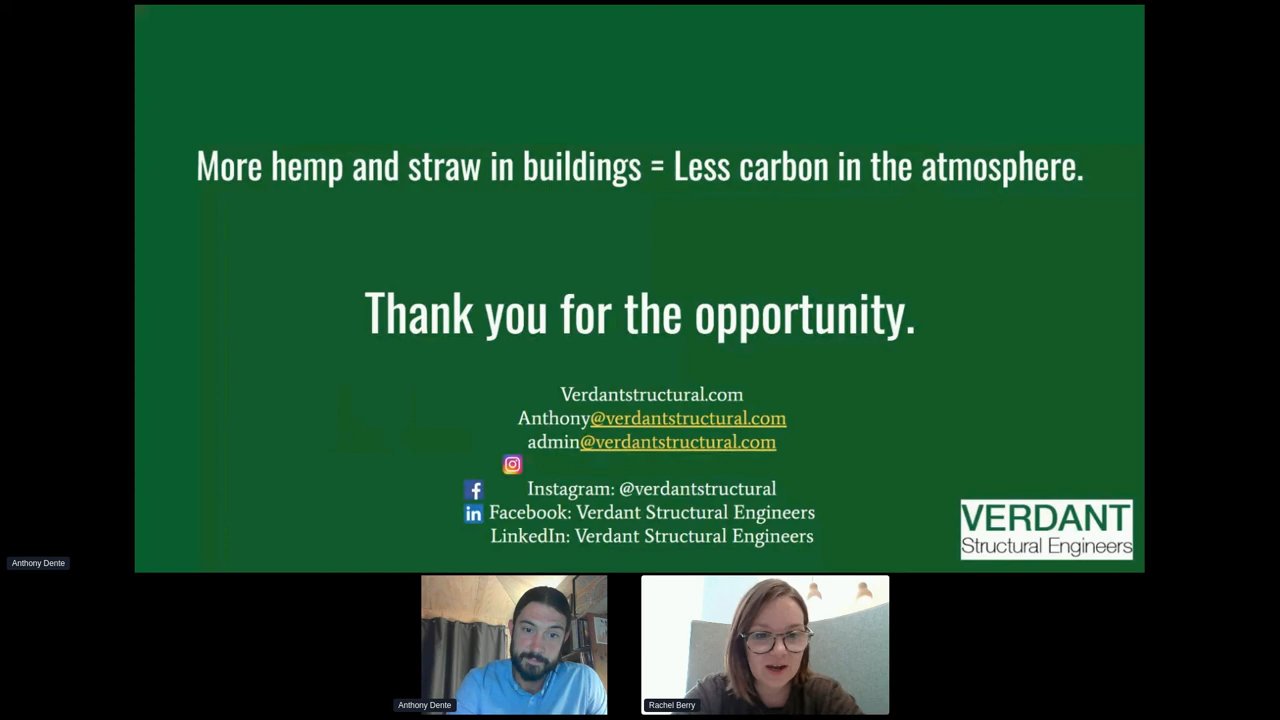 More hemp and straw in buildings = Less carbon in the atmosphere.
Thank you for the opportunity.
Verdantstructural.com
Anthony@verdantstructural.com
admin@verdantstructural.com
Instagram: @verdantstructural
Facebook: Verdant Structural Engineers
LinkedIn: Verdant Structural Engineers
VERDANT
Structural Engineers
Anthony Dente
Anthony Dente
Rachel Berry